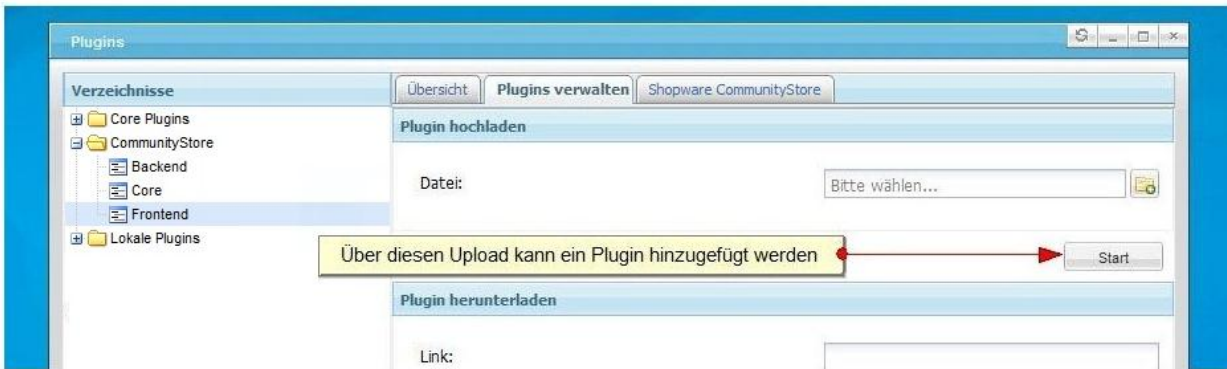 Plugins
Verzeichnisse
Core Plugins
CommunityStore
Backend
Core
Frontend
Lokale Plugins
Übersicht
Plugins verwalten
Shopware CommunityStore
Plugin hochladen
Datei:
Bitte wählen...
Über diesen Upload kann ein Plugin hinzugefügt werden
Start
Plugin herunterladen
Link: